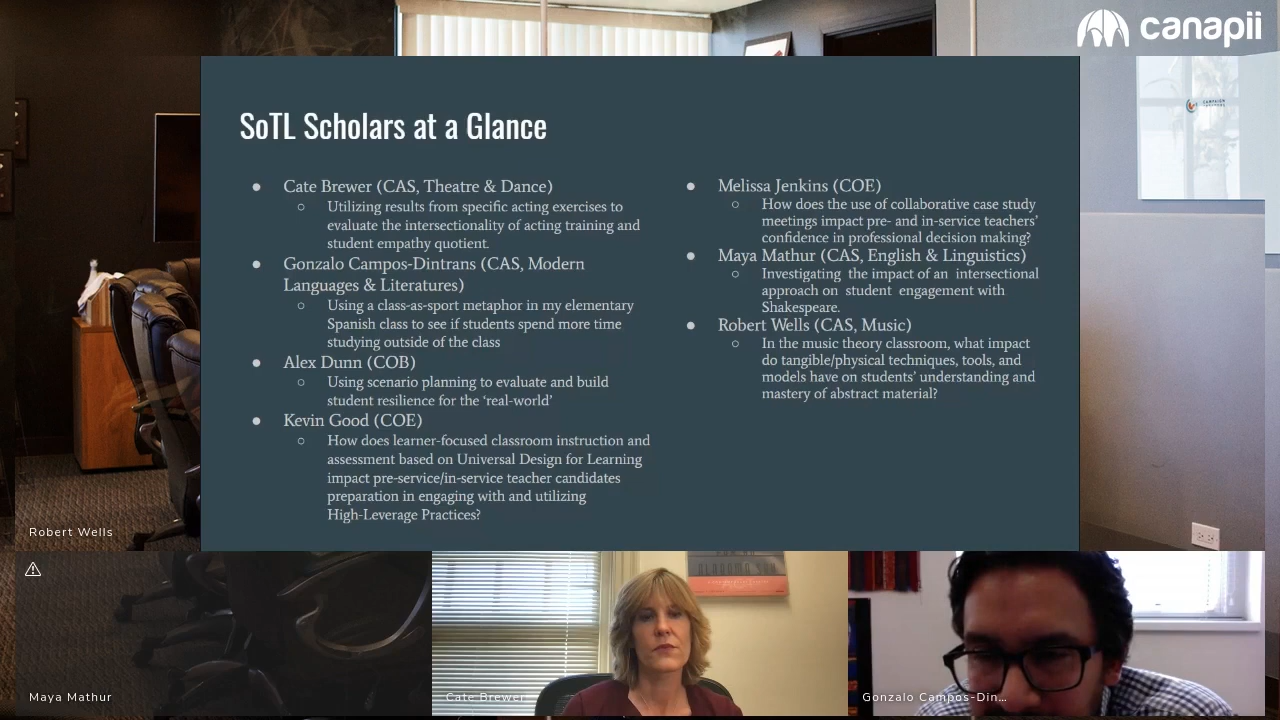 canapii
CAMPAIGN
SoTL Scholars at a Glance
● Cate Brewer (CAS, Theatre & Dance)
○ Utilizing results from specific acting exercises to
evaluate the intersectionality of acting training and
student empathy quotient.
● Gonzalo Campos-Dintrans (CAS, Modern
Languages & Literatures)
○ Using a class-as-sport metaphor in my elementary
Spanish class to see if students spend more time
studying outside of the class
● Alex Dunn (COB)
○ Using scenario planning to evaluate and build
student resilience for the ‘real-world’
● Kevin Good (COE)
○ How does learner-focused classroom instruction and
assessment based on Universal Design for Learning
impact pre-service/in-service teacher candidates
preparation in engaging with and utilizing
High-Leverage Practices?
● Melissa Jenkins (COE)
○ How does the use of collaborative case study
meetings impact pre- and in-service teachers’
confidence in professional decision making?
● Maya Mathur (CAS, English & Linguistics)
○ Investigating the impact of an intersectional
approach on student engagement with
Shakespeare.
● Robert Wells (CAS, Music)
○ In the music theory classroom, what impact
do tangible/physical techniques, tools, and
models have on students’ understanding and
mastery of abstract material?
Robert Wells
Maya Mathur
Cate Brewer
Gonzalo Campos-Din...